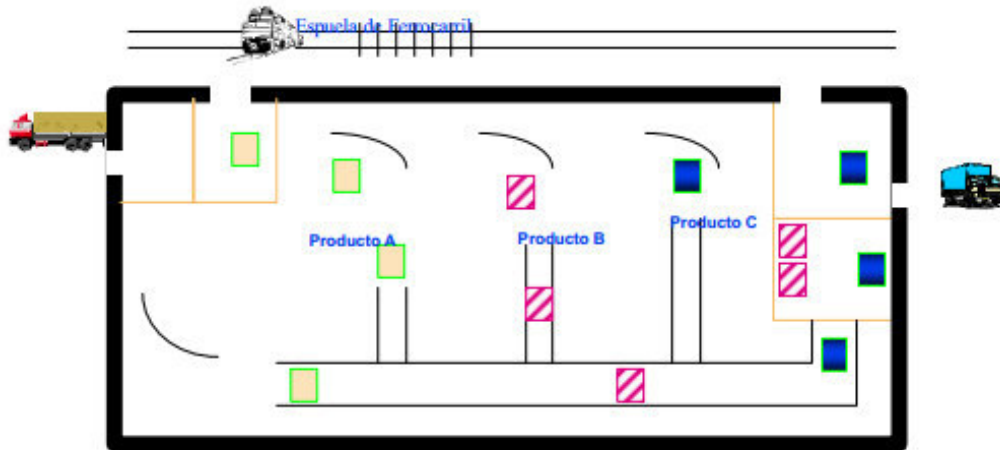 Espuela de Ferrocarril
Producto A
Producto B
Producto C